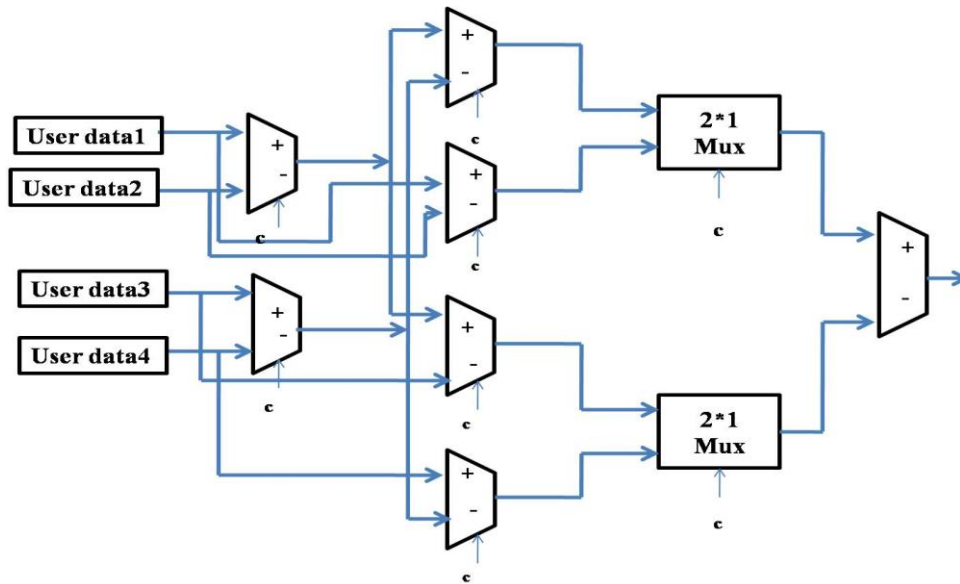 User data1
User data2
User data3
User data4
+
-
c
+
-
c
+
-
c
+
-
c
+
-
c
+
-
c
2*1
Mux
c
2*1
Mux
c
+
-